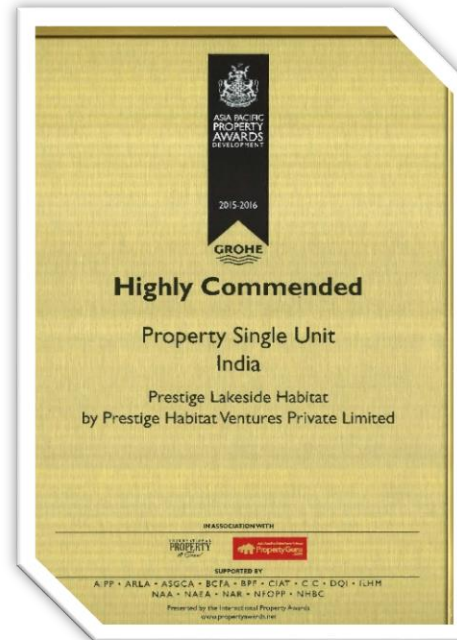 ASIA PACIFIC
PROPERTY
AWARDS
DEVELOPMENT
2015-2016
GROHE
Highly Commended
Property Single Unit
India
Prestige Lakeside Habitat
by Prestige Habitat Ventures Private Limited
IN ASSOCIATION WITH
INTERNATIONAL
PROPERTY
& Travel
PropertyGuru
SUPPORTED BY
AIPP • ARLA • ASGCA • BCFA • BPF • CIAT • C I C • DQI • ILHM
NAA • NAEA • NAR • NFOPP • NHBC
Presented by the International Property Awards
www.propertyawards.net